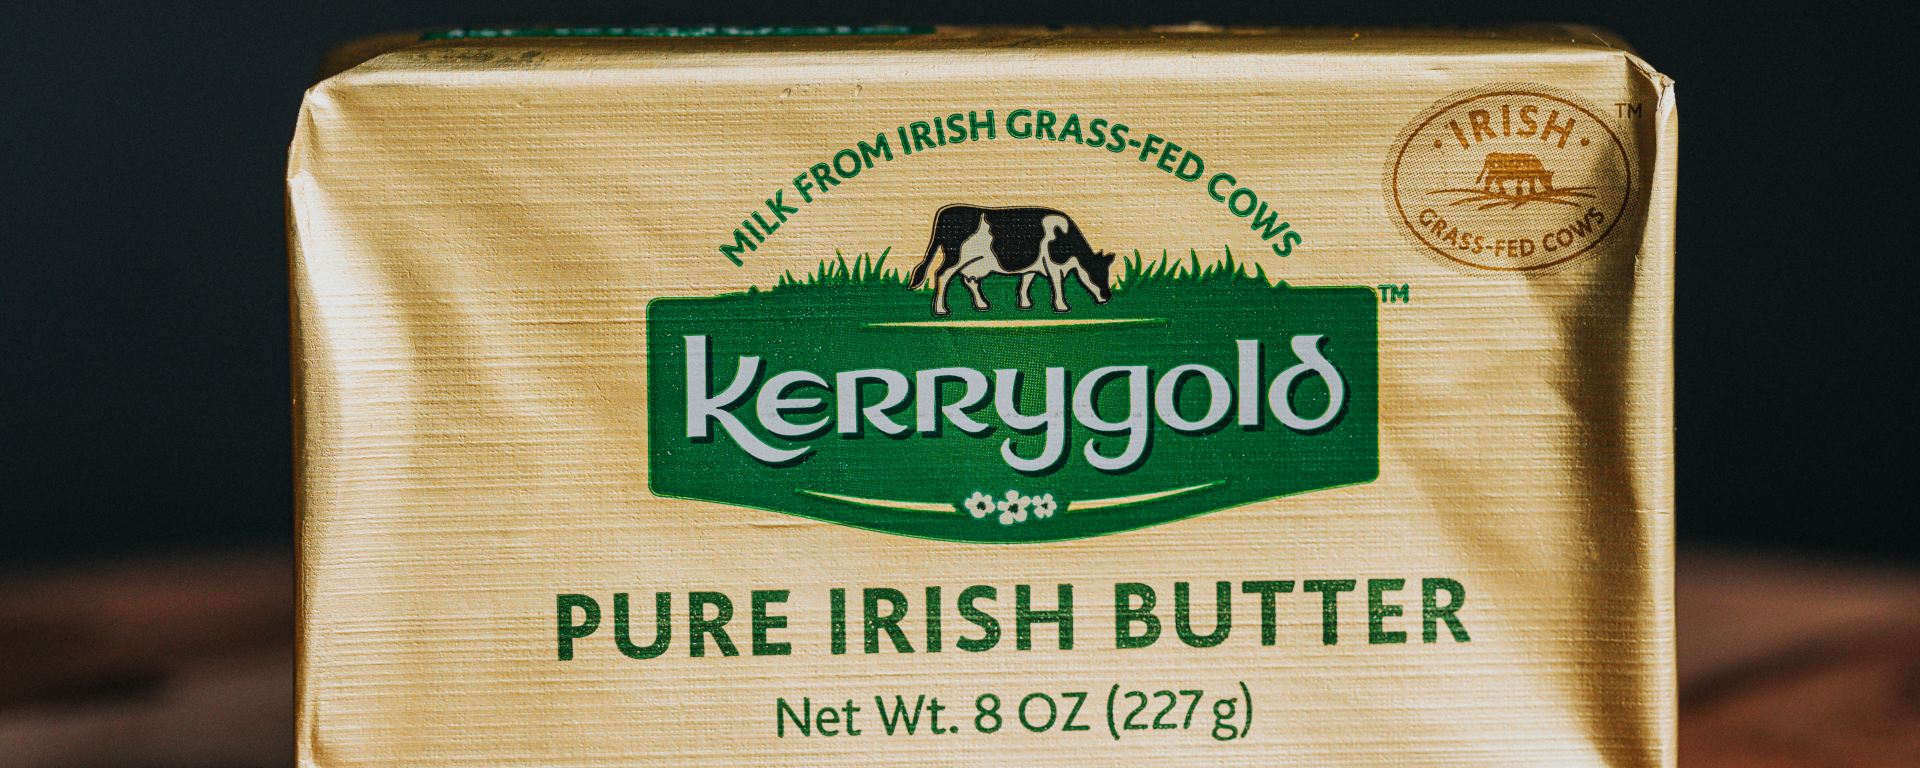 MILK FROM IRISH GRASS-FED COWS
IRISH
GRASS-FED COWS
TM
Kerrygold
TM
PURE IRISH BUTTER
Net Wt. 8 OZ (227 g)